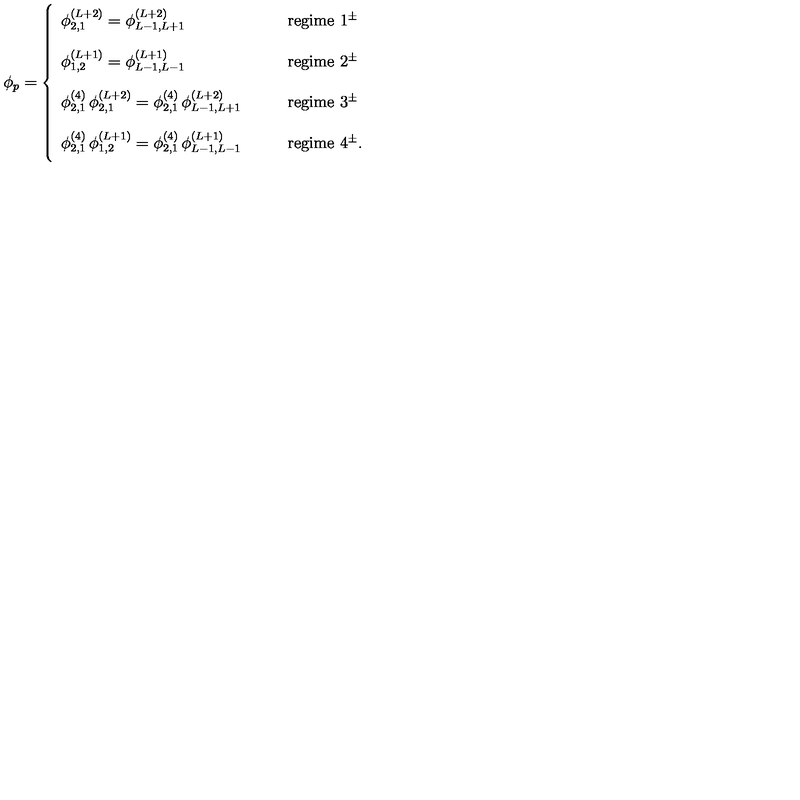 $\phi_p = \begin{cases} \phi_{2,1}^{(L+2)} = \phi_{L-1,L+1}^{(L+2)} & \text{regime } 1^{\pm} \\
\phi_{1,2}^{(L+1)} = \phi_{L-1,L-1}^{(L+1)} & \text{regime } 2^{\pm} \\
\phi_{2,1}^{(4)} \, \phi_{2,1}^{(L+2)} = \phi_{2,1}^{(4)} \, \phi_{L-1,L+1}^{(L+2)} & \text{regime } 3^{\pm} \\
\phi_{2,1}^{(4)} \, \phi_{1,2}^{(L+1)} = \phi_{2,1}^{(4)} \, \phi_{L-1,L-1}^{(L+1)} & \text{regime } 4^{\pm}. \end{cases}$